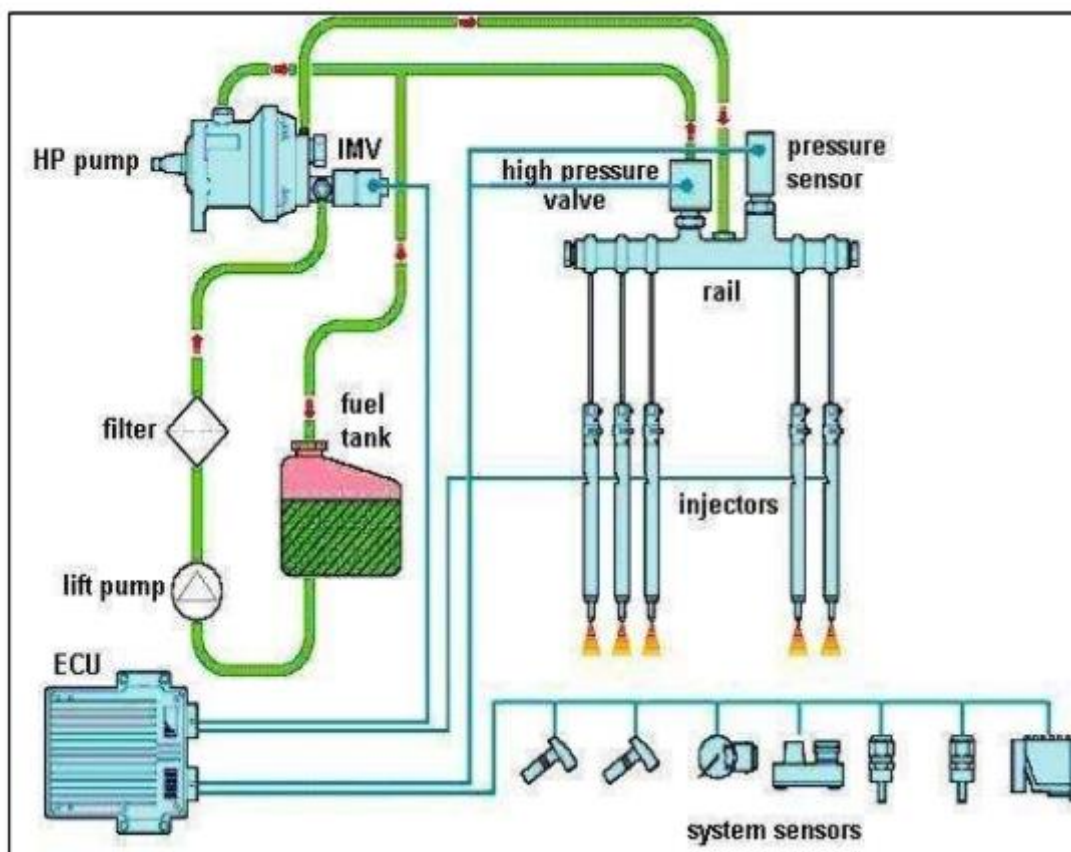 HP pump
IMV
high pressure
valve
pressure
sensor
rail
filter
fuel
tank
injectors
lift pump
ECU
system sensors